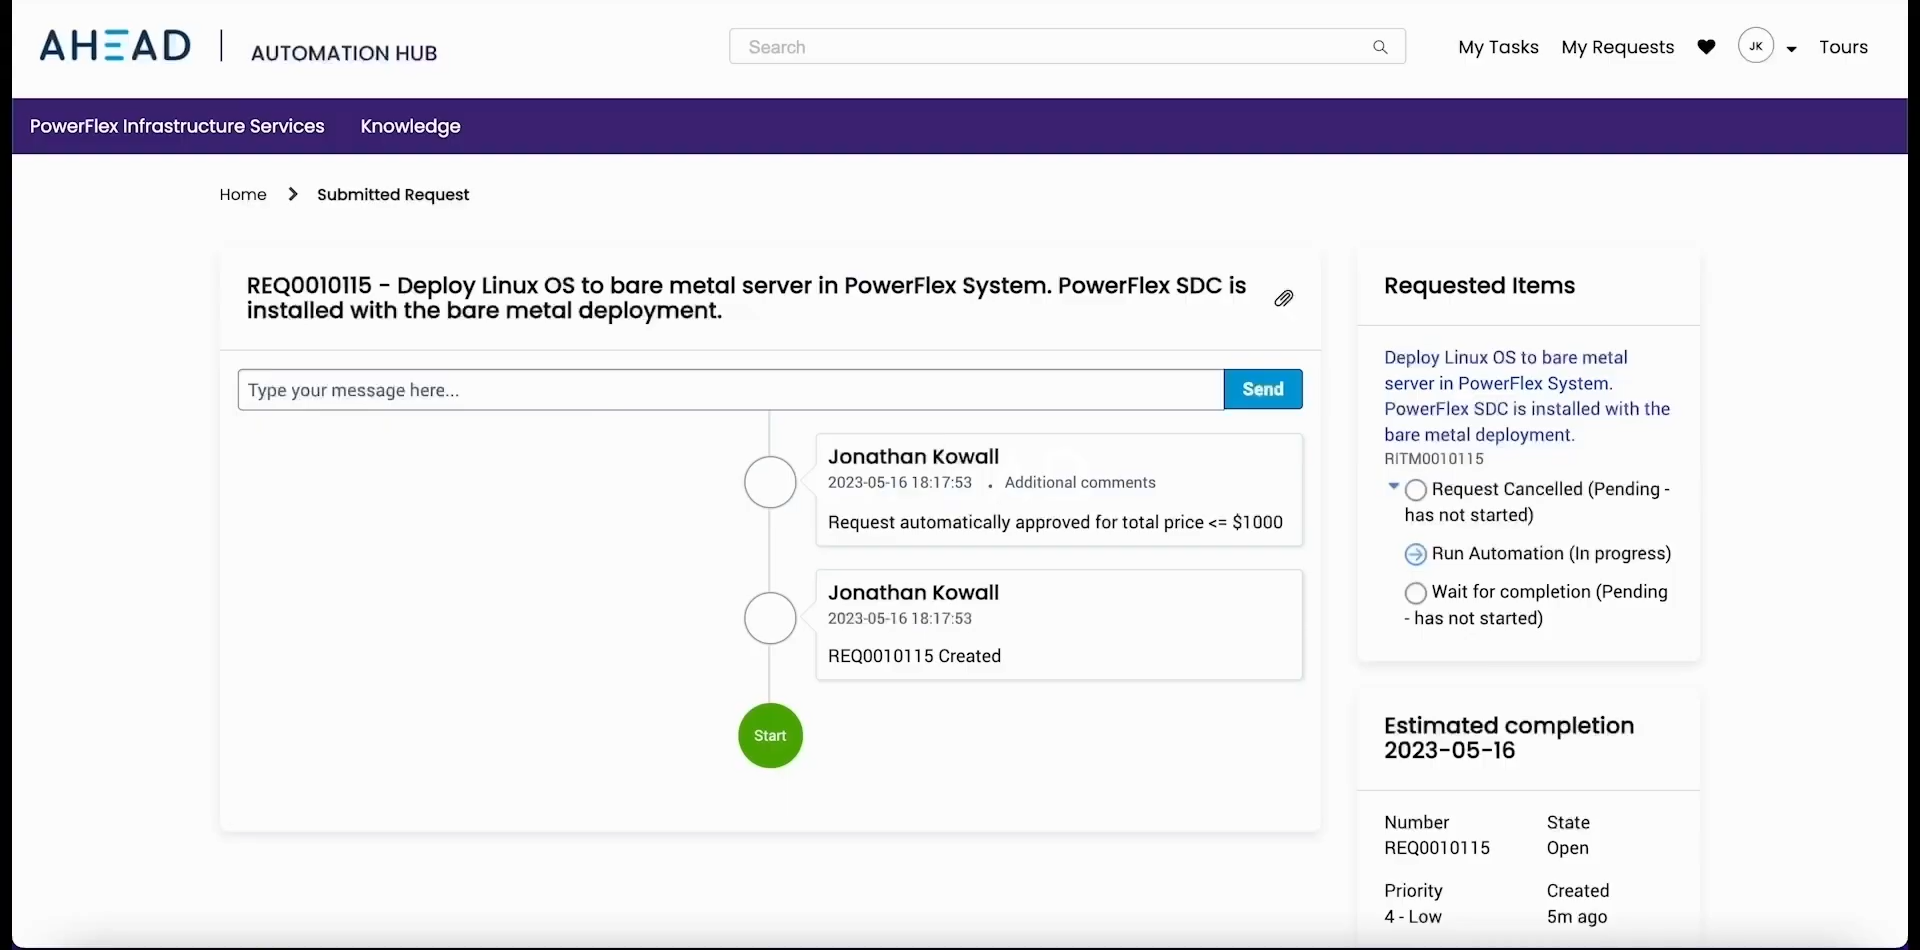 AHEAD | AUTOMATION HUB
Search
My Tasks
My Requests
JK
Tours
PowerFlex Infrastructure Services
Knowledge
Home > Submitted Request
REQ0010115 - Deploy Linux OS to bare metal server in PowerFlex System. PowerFlex SDC is
installed with the bare metal deployment.
Type your message here...
Send
Jonathan Kowall
2023-05-16 18:17:53 • Additional comments
Request automatically approved for total price <= $1000
Jonathan Kowall
2023-05-16 18:17:53
REQ0010115 Created
Start
Requested Items
Deploy Linux OS to bare metal
server in PowerFlex System.
PowerFlex SDC is installed with the
bare metal deployment.
RITM0010115
Request Cancelled (Pending -
has not started)
Run Automation (In progress)
Wait for completion (Pending
- has not started)
Estimated completion
2023-05-16
Number
REQ0010115
State
Open
Priority
4 - Low
Created
5m ago